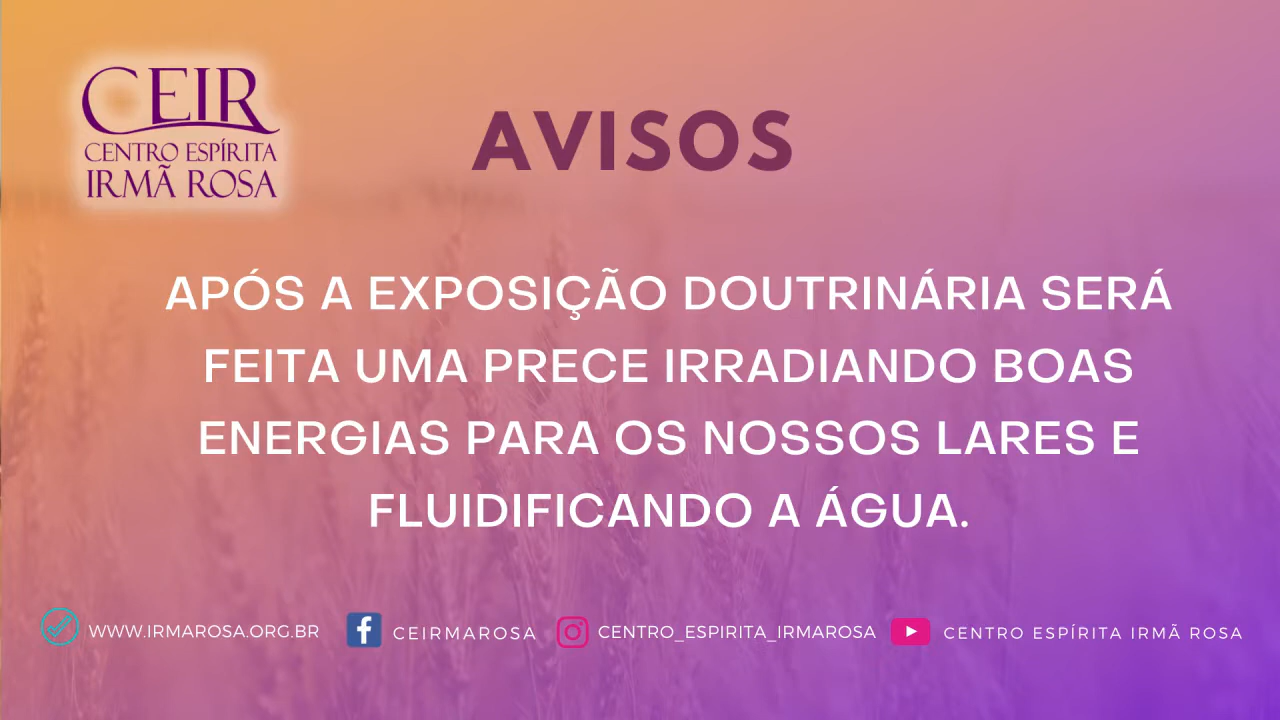 CEIR
CENTRO ESPÍRITA
IRMÃ ROSA
AVISOS
APÓS A EXPOSIÇÃO DOUTRINÁRIA SERÁ
FEITA UMA PRECE IRRADIANDO BOAS
ENERGIAS PARA OS NOSSOS LARES E
FLUIDIFICANDO A ÁGUA.
WWW.IRMAROSA.ORG.BR CEIRMAROSA CENTRO_ESPIRITA_IRMAROSA CENTRO ESPÍRITA IRMÃ ROSA